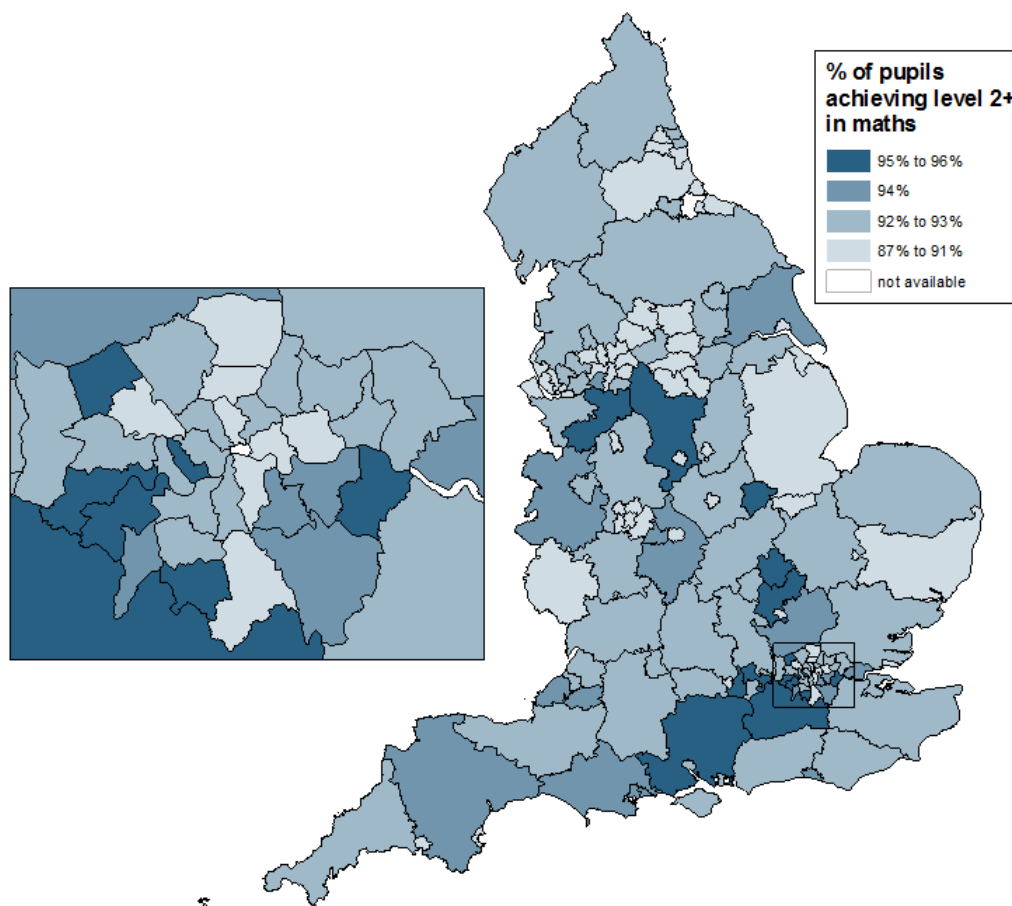 % of pupils
achieving level 2+
in maths
95% to 96%
94%
92% to 93%
87% to 91%
not available